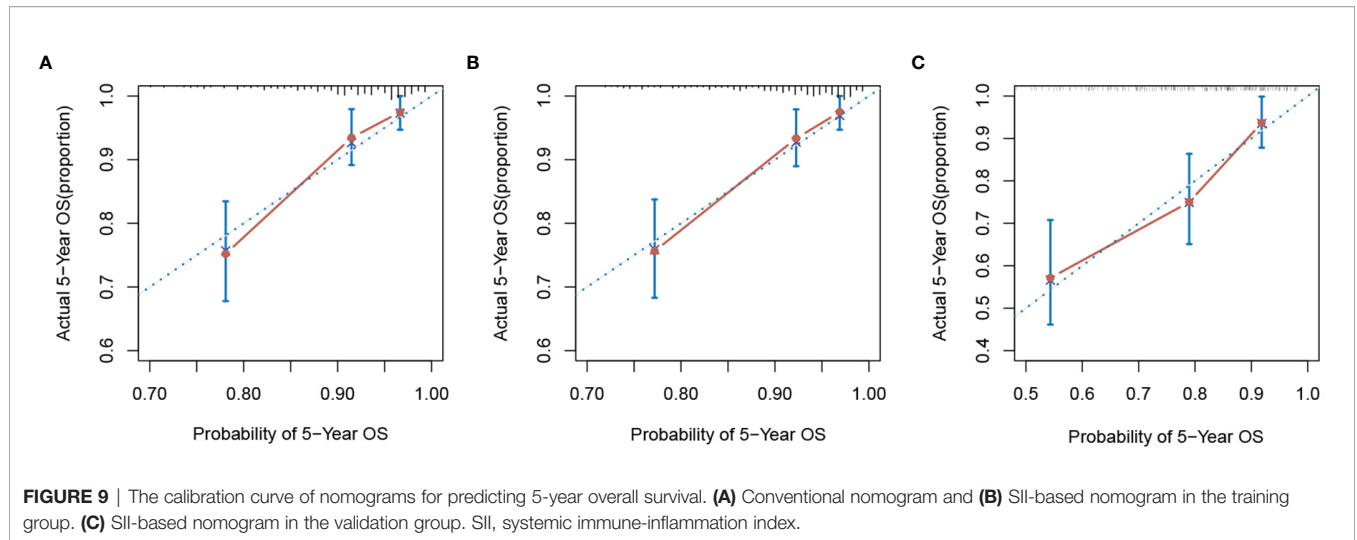 A
B
C
Actual 5-Year OS(proportion)
1.0
0.9
0.8
0.7
0.6
0.70
0.80
0.90
1.00
Probability of 5-Year OS
Actual 5-Year OS(proportion)
1.0
0.9
0.8
0.7
0.6
0.70
0.80
0.90
1.00
Probability of 5-Year OS
Actual 5-Year OS(proportion)
1.0
0.9
0.8
0.7
0.6
0.5
0.4
0.5
0.6
0.7
0.8
0.9
1.0
Probability of 5-Year OS
FIGURE 9 | The calibration curve of nomograms for predicting 5-year overall survival. (A) Conventional nomogram and (B) SII-based nomogram in the training
group. (C) SII-based nomogram in the validation group. SII, systemic immune-inflammation index.